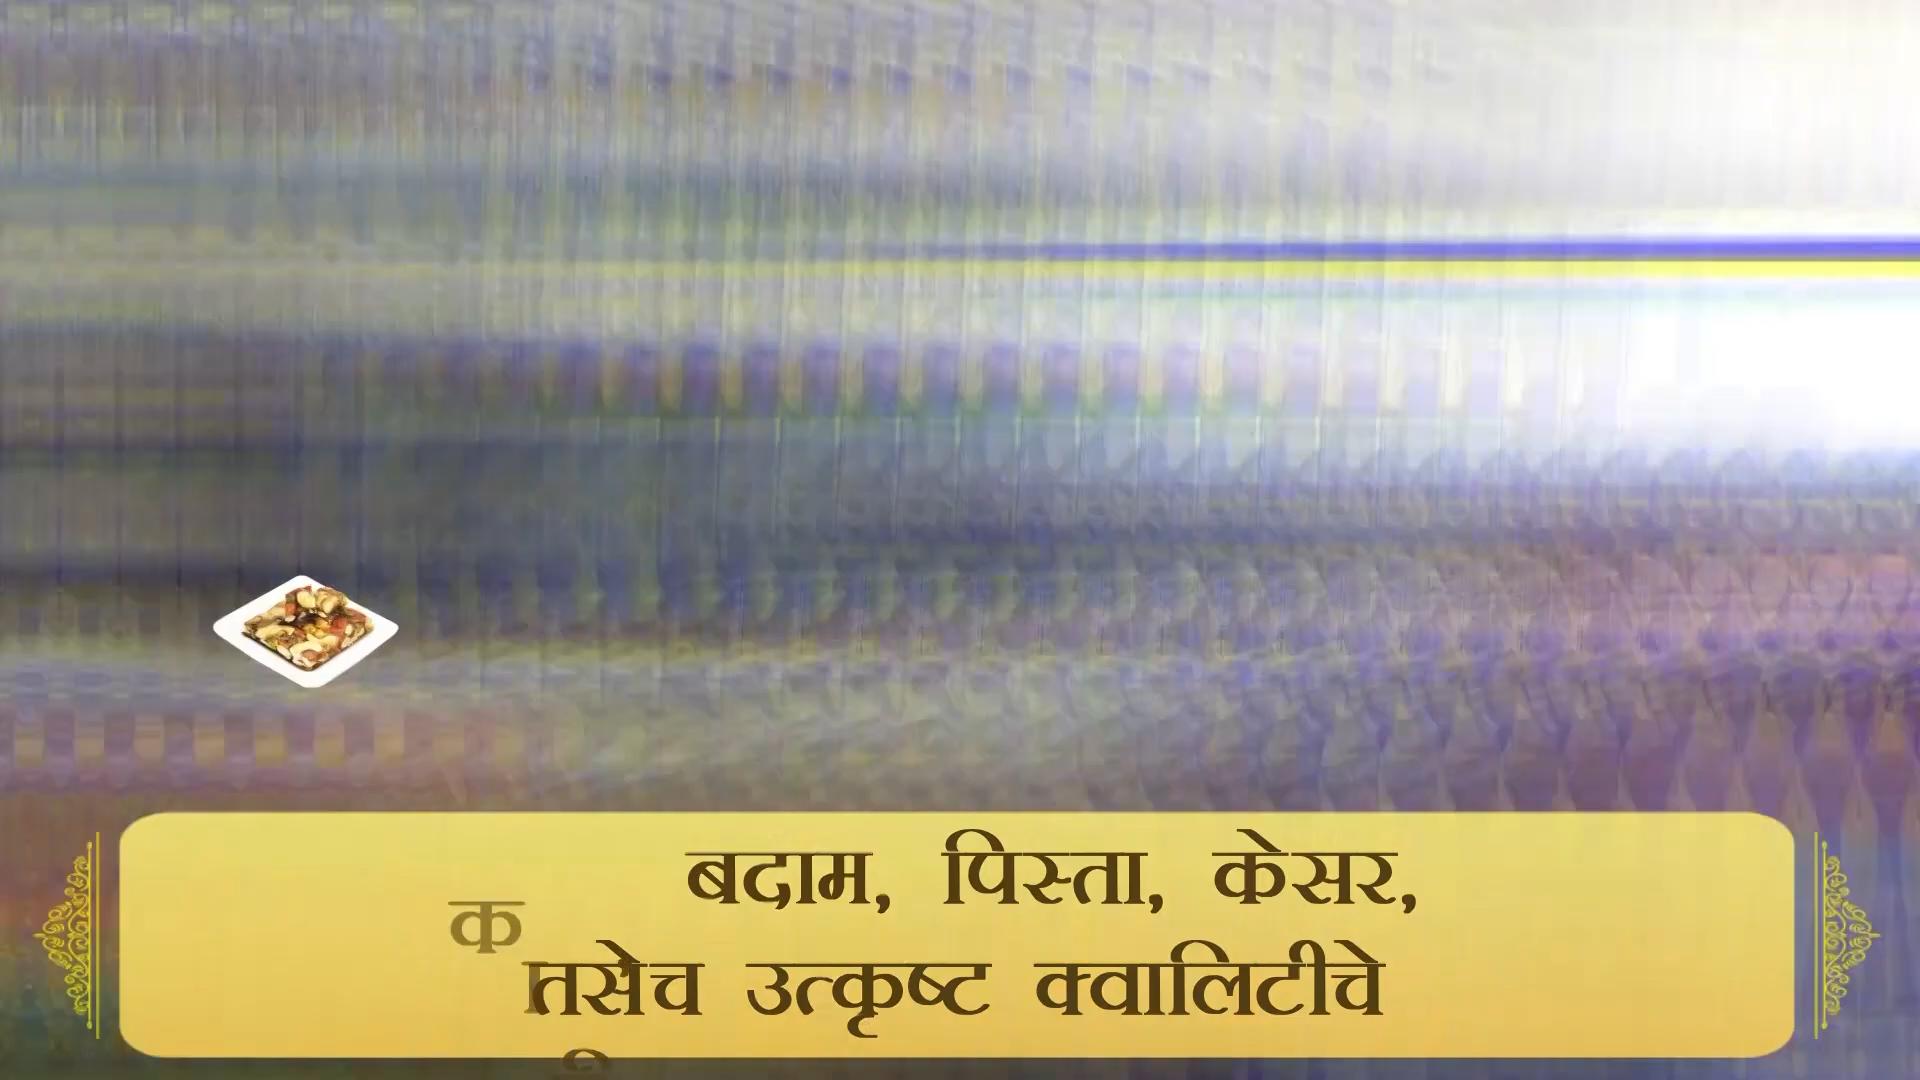 बदाम, पिस्ता, केसर,
क
तसेच उत्कृष्ट क्वालिटीचे